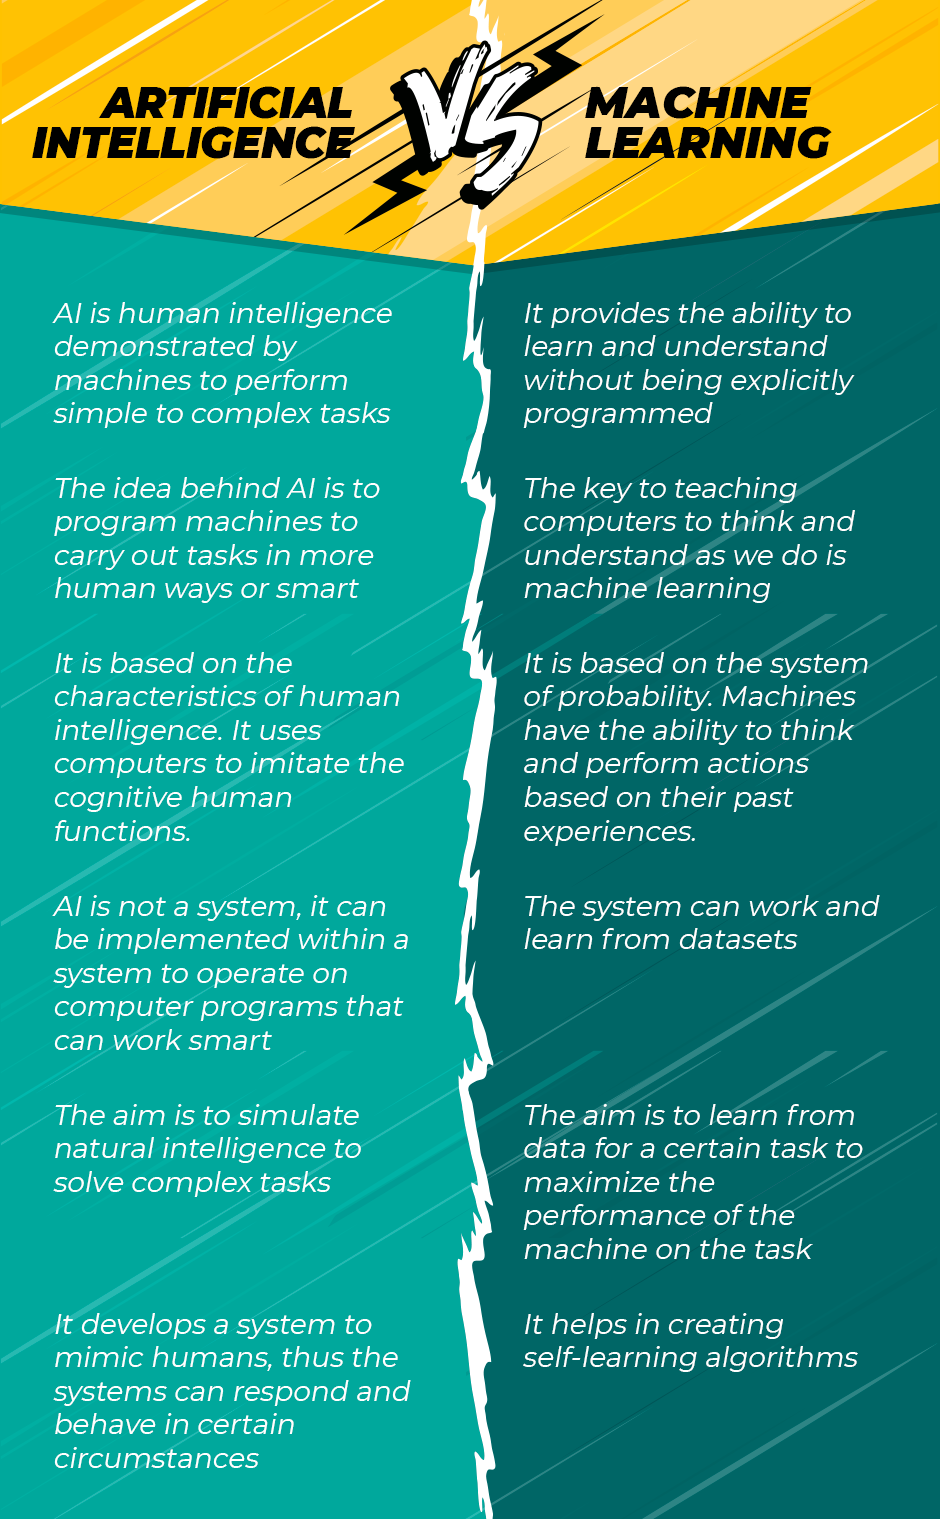 ARTIFICIAL
INTELLIGENCE
VS
MACHINE
LEARNING
AI is human intelligence
demonstrated by
machines to perform
simple to complex tasks
It provides the ability to
learn and understand
without being explicitly
programmed
The idea behind AI is to
program machines to
carry out tasks in more
human ways or smart
The key to teaching
computers to think and
understand as we do is
machine learning
It is based on the
characteristics of human
intelligence. It uses
computers to imitate the
cognitive human
functions.
It is based on the system
of probability. Machines
have the ability to think
and perform actions
based on their past
experiences.
AI is not a system, it can
be implemented within a
system to operate on
computer programs that
can work smart
The system can work and
learn from datasets
The aim is to simulate
natural intelligence to
solve complex tasks
The aim is to learn from
data for a certain task to
maximize the
performance of the
machine on the task
It develops a system to
mimic humans, thus the
systems can respond and
behave in certain
circumstances
It helps in creating
self-learning algorithms